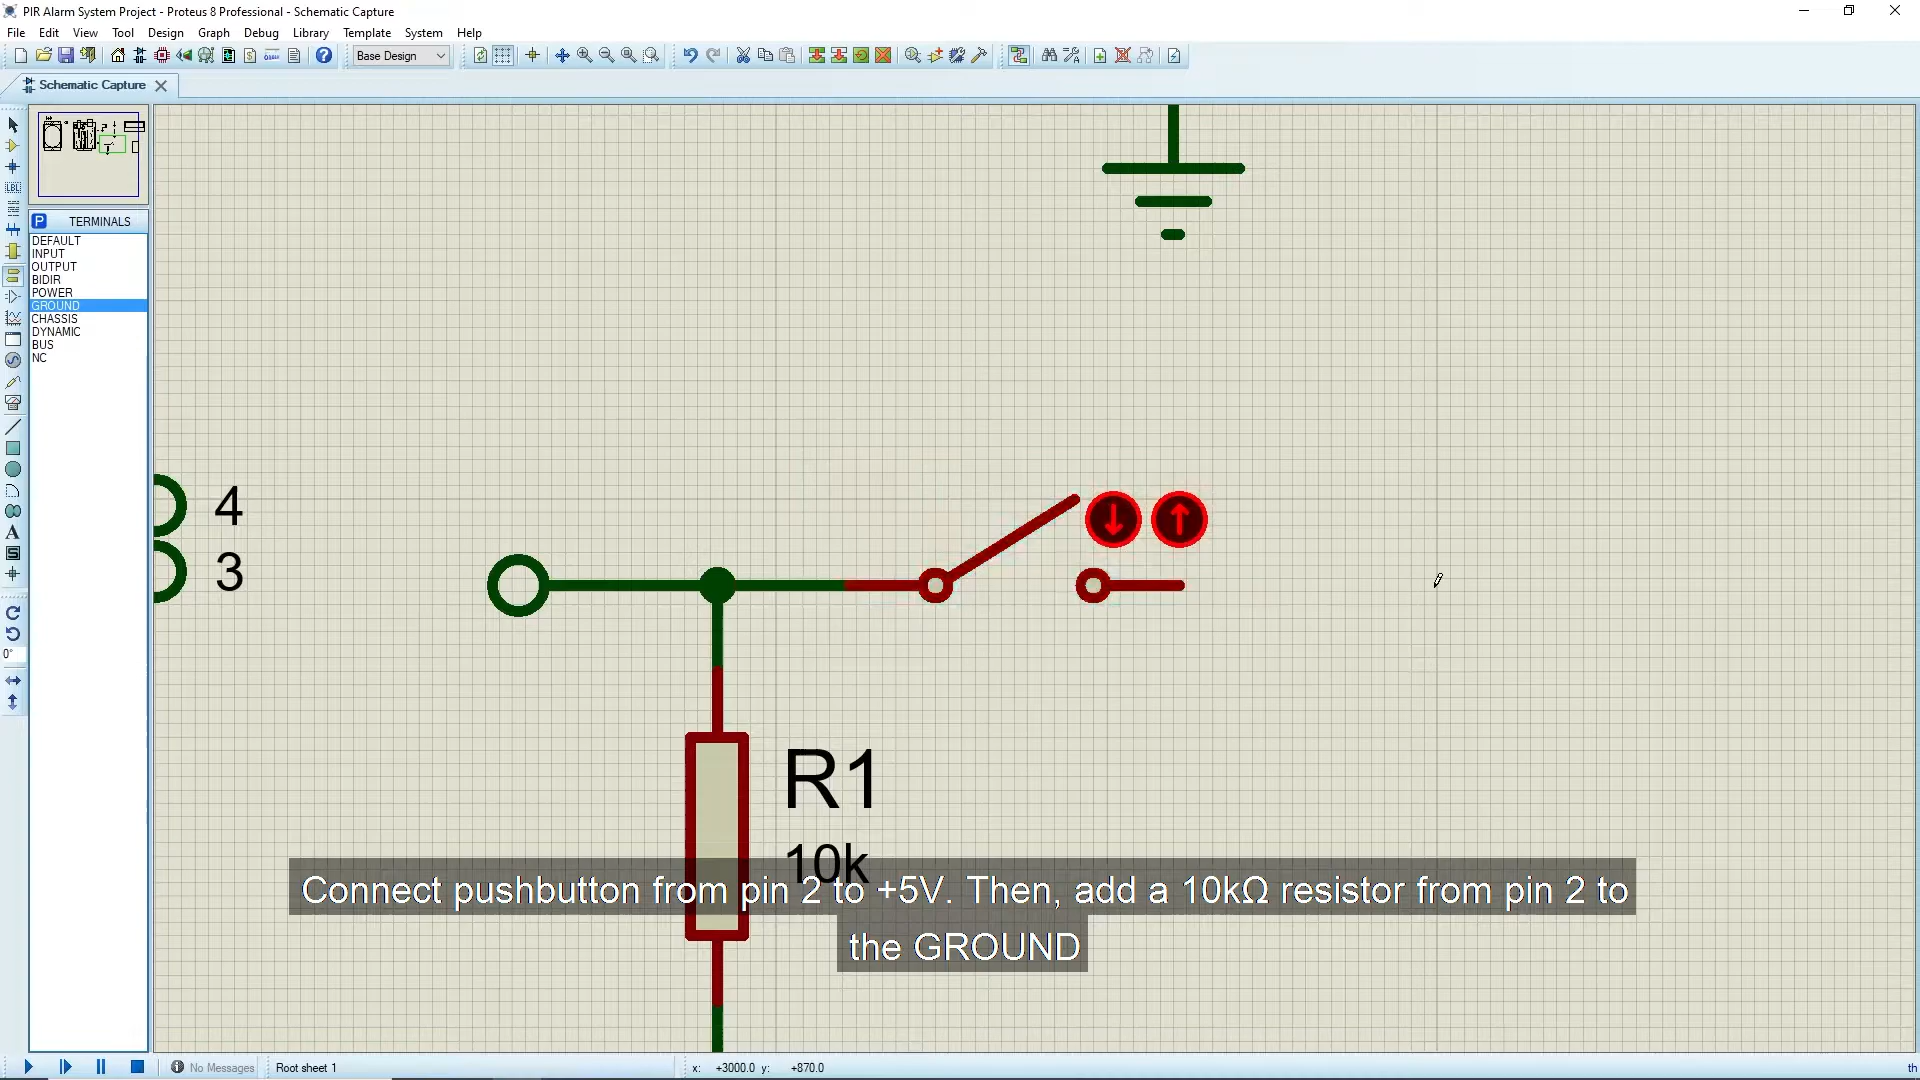 PIR Alarm System Project - Proteus 8 Professional - Schematic Capture
File Edit View Tool Design Graph Debug Library Template System Help
Base Design
Schematic Capture
P TERMINALS
DEFAULT
INPUT
OUTPUT
BIDIR
POWER
GROUND
CHASSIS
DYNAMIC
BUS
NC
LBL
A
S
0°
4
3
R1
10k
Connect pushbutton from pin 2 to +5V. Then, add a 10kΩ resistor from pin 2 to
the GROUND
No Messages Root sheet 1 x: +3000.0 y: +870.0 th